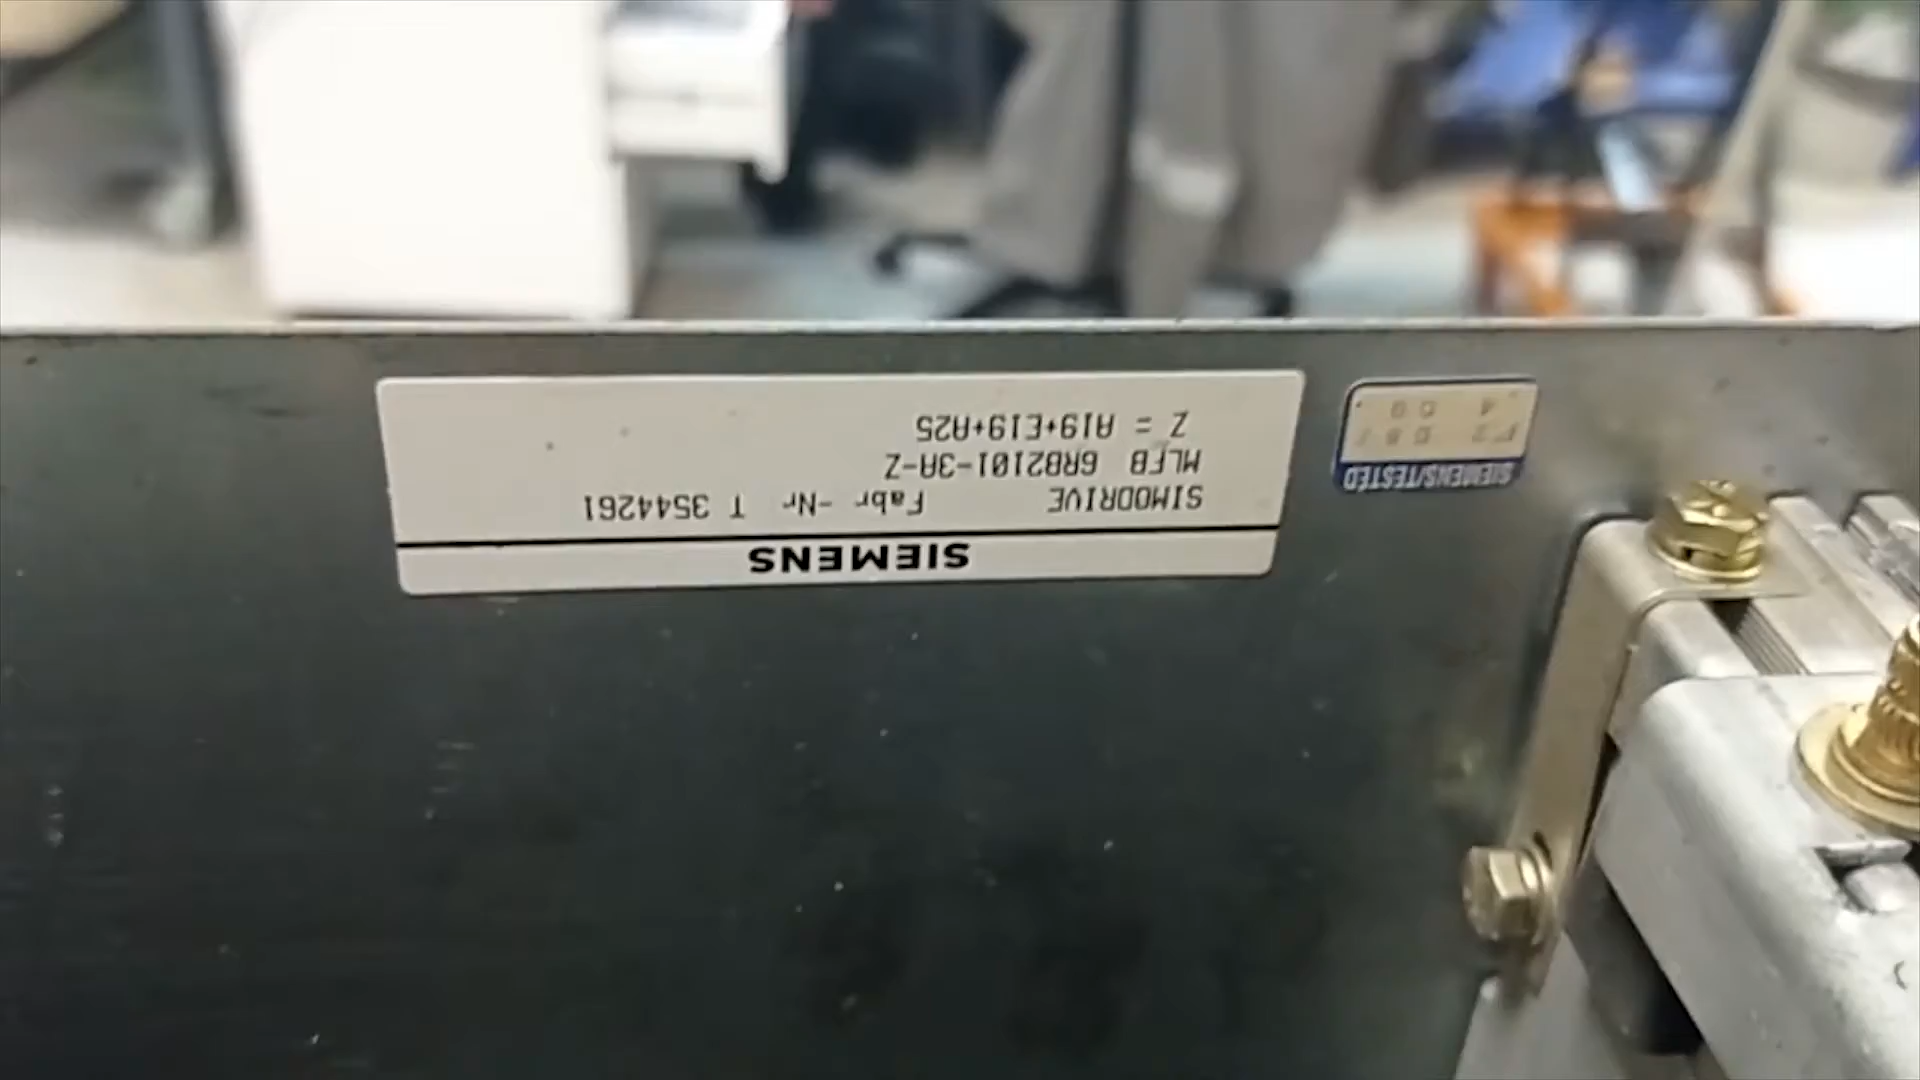 SIEMENS
SIMODRIVE Fabr -Nr T 3544261
MLFB 6RB2101-3A-Z
Z = A19+E19+A25
SIEMENS/TESTED